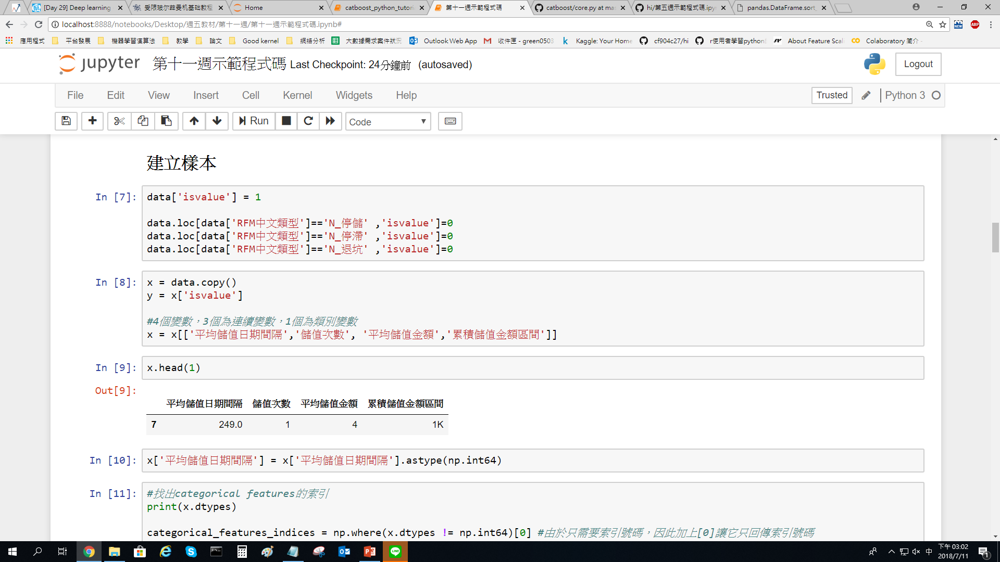 [Day 29] Deep learning
受限玻尔兹曼机基础教程
Home
catboost_python_tutori
第十一週示範程式碼
catboost/core.py at mas
hi/第五週示範程式碼.ipyn
pandas.DataFrame.sort_
localhost:8888/notebooks/Desktop/週五教材/第十一週/第十一週示範程式碼.ipynb#
NEW
ABP
應用程式
平台發展
機器學習演算法
教學
論文
Good kernel
網絡分析
大數據需求案件狀況
Outlook Web App
收件匣 - green0503
Kaggle: Your Home
cf904c27/hi
r使用者學習python
About Feature Scal
Colaboratory 简介 -
jupyter
第十一週示範程式碼 Last Checkpoint: 24分鐘前 (autosaved)
Logout
File
Edit
View
Insert
Cell
Kernel
Widgets
Help
Trusted
Python 3
Run
Code
建立樣本
In [7]:
data['isvalue'] = 1
data.loc[data['RFM中文類型']=='N_停儲' ,'isvalue']=0
data.loc[data['RFM中文類型']=='N_停滯' ,'isvalue']=0
data.loc[data['RFM中文類型']=='N_退坑' ,'isvalue']=0
In [8]:
x = data.copy()
y = x['isvalue']
#4個變數，3個為連續變數，1個為類別變數
x = x[['平均儲值日期間隔','儲值次數', '平均儲值金額','累積儲值金額區間']]
In [9]:
x.head(1)
Out[9]:
平均儲值日期間隔 儲值次數 平均儲值金額 累積儲值金額區間
7 249.0 1 4 1K
In [10]:
x['平均儲值日期間隔'] = x['平均儲值日期間隔'].astype(np.int64)
In [11]:
#找出categorical features的索引
print(x.dtypes)
categorical_features_indices = np.where(x.dtypes != np.int64)[0] #由於只需要索引號碼，因此加上[0]讓它只回傳索引號碼
LINE
中
下午 03:02
2018/7/11
1